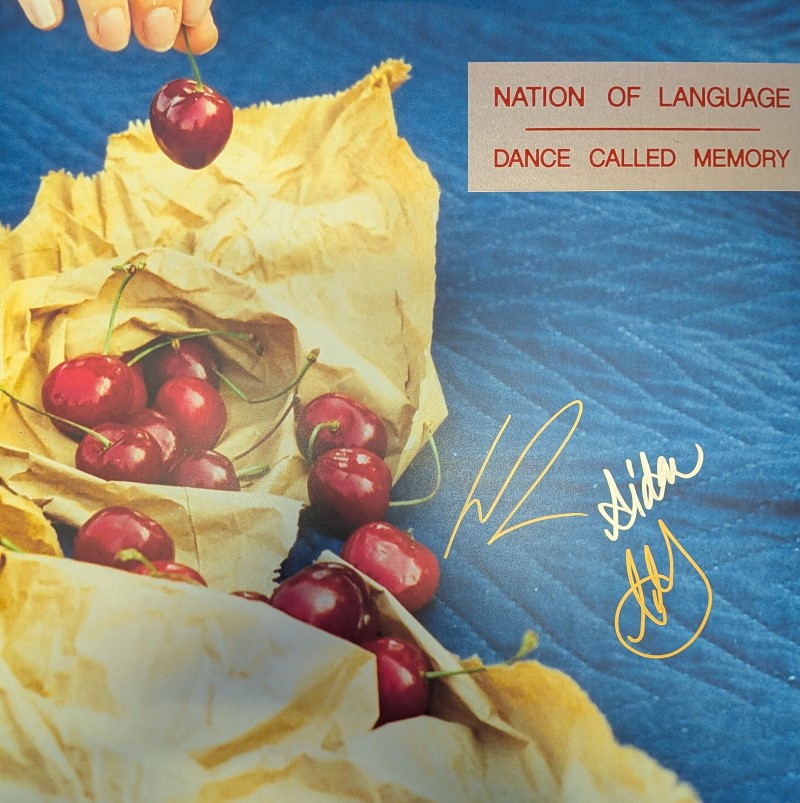 NATION OF LANGUAGE
DANCE CALLED MEMORY
Aidan